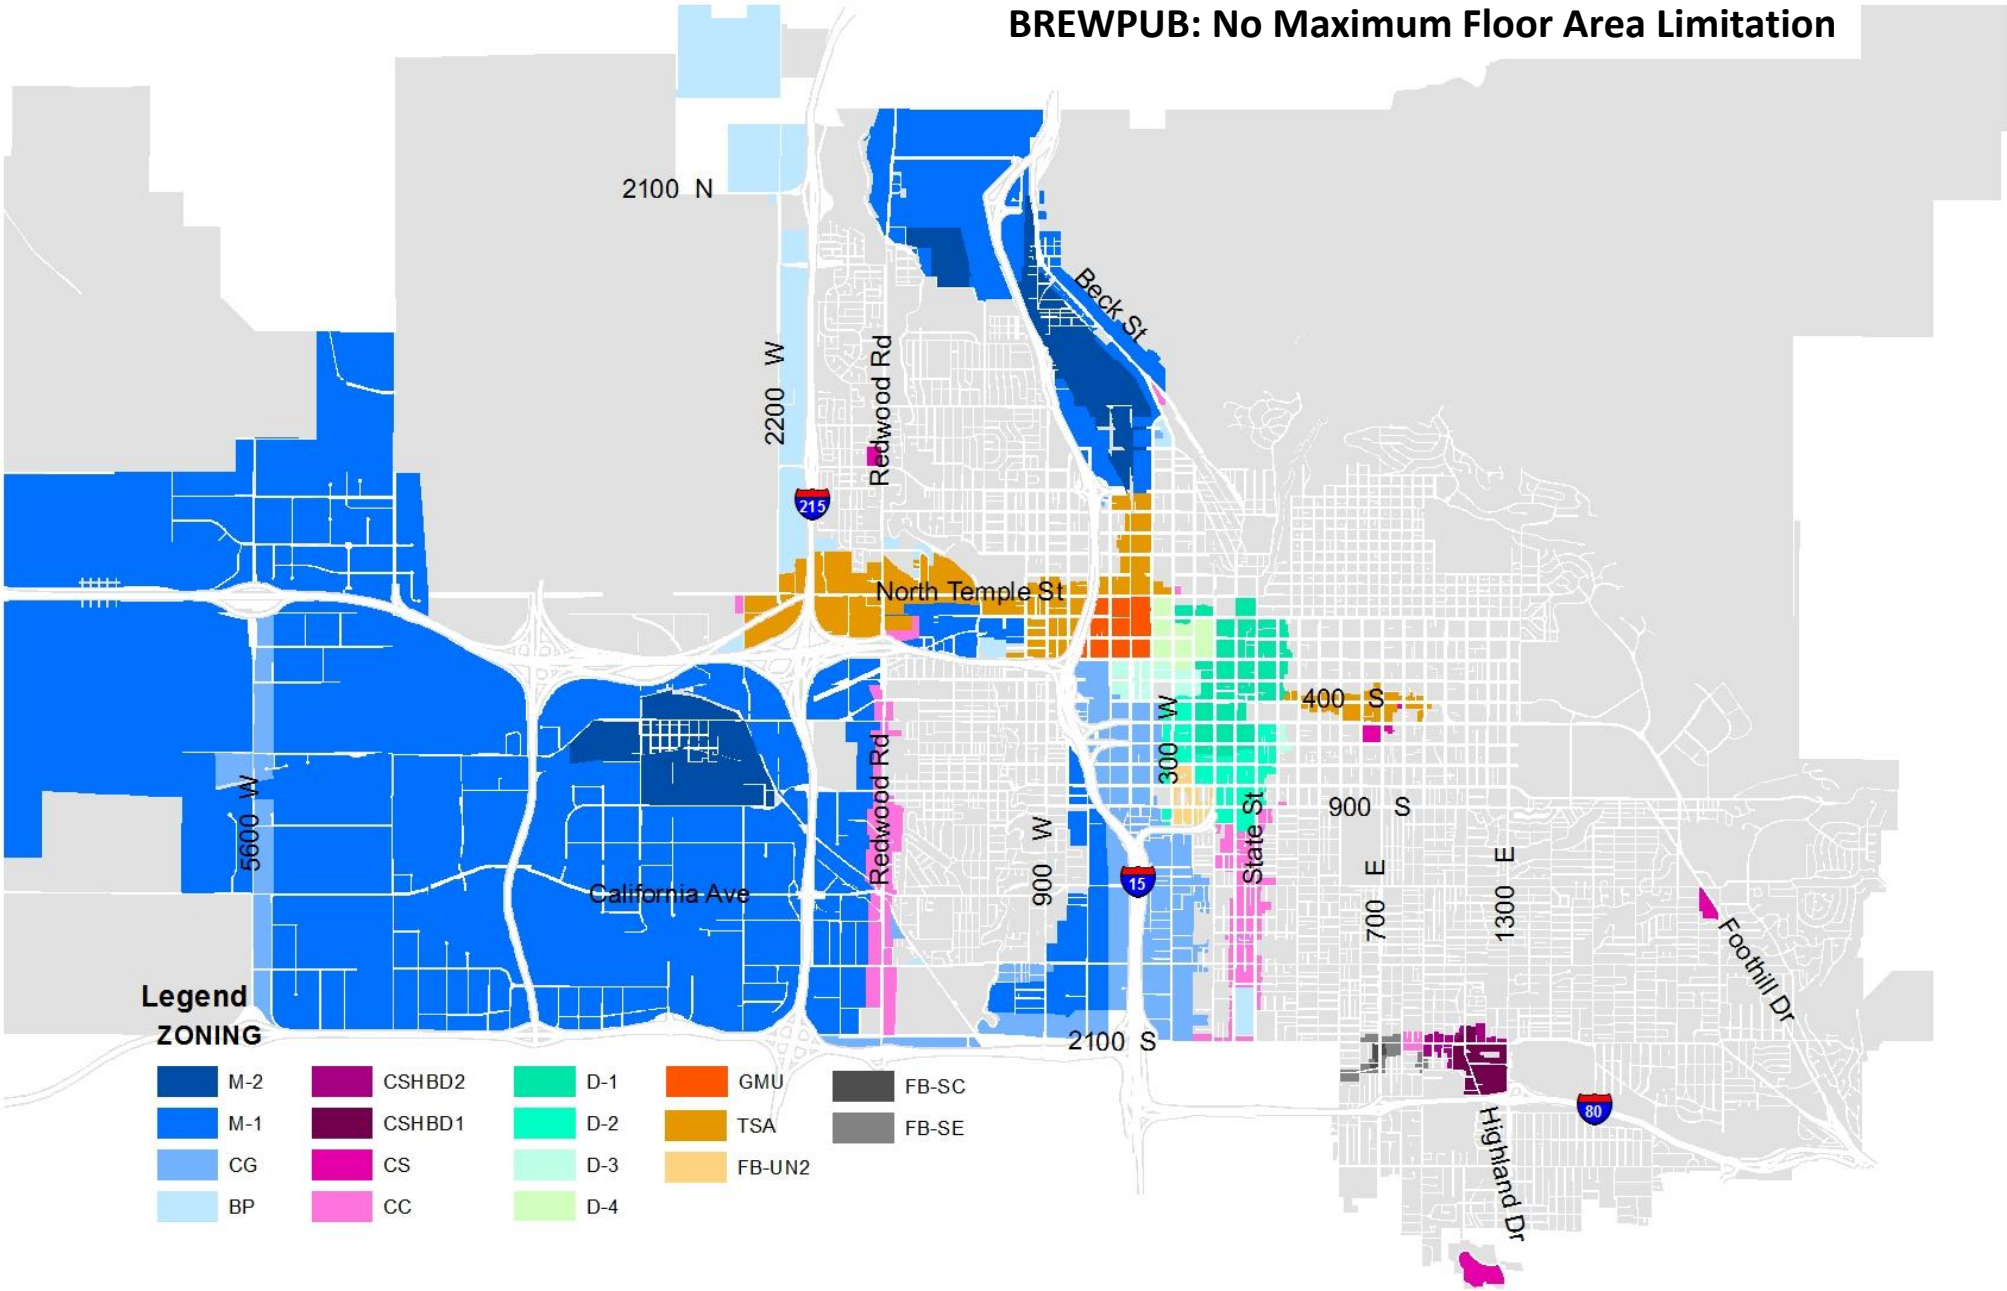 BREWPUB: No Maximum Floor Area Limitation
2100 N
Beck St
2200 W
Redwood Rd
215
North Temple St
400 S
300 W
Redwood Rd
5600 W
900 S
State St
900 W
700 E
1300 E
15
California Ave
Foothill Dr
2100 S
80
Highland Dr
Legend
ZONING
M-2
M-1
CG
BP
CSHBD2
CSHBD1
CS
CC
D-1
D-2
D-3
D-4
GMU
TSA
FB-UN2
FB-SC
FB-SE